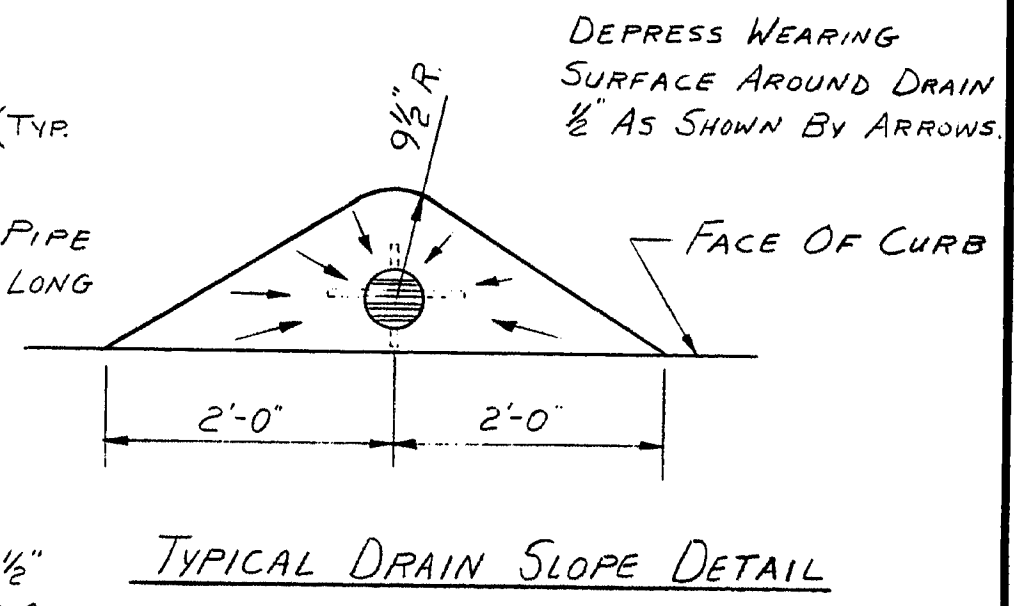 DEPRESS WEARING
SURFACE AROUND DRAIN
½" AS SHOWN BY ARROWS.
(TYP.
9½" R.
PIPE
LONG
FACE OF CURB
2'-0" 2'-0"
½"
TYPICAL DRAIN SLOPE DETAIL